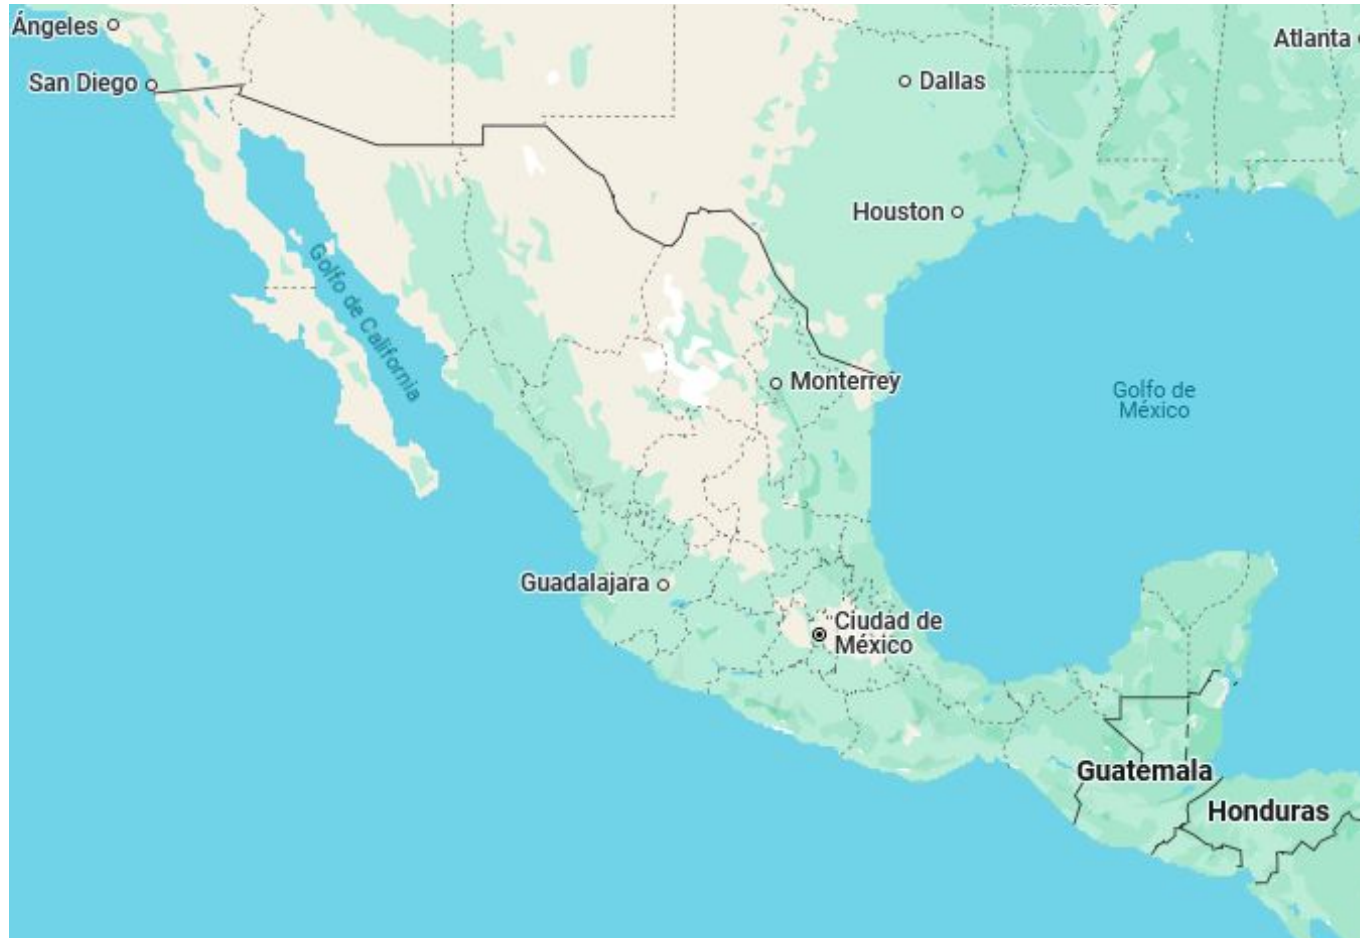 Ángeles
Atlanta
San Diego
Dallas
Houston
Golfo de California
Monterrey
Golfo de
México
Guadalajara
Ciudad de
México
Guatemala
Honduras